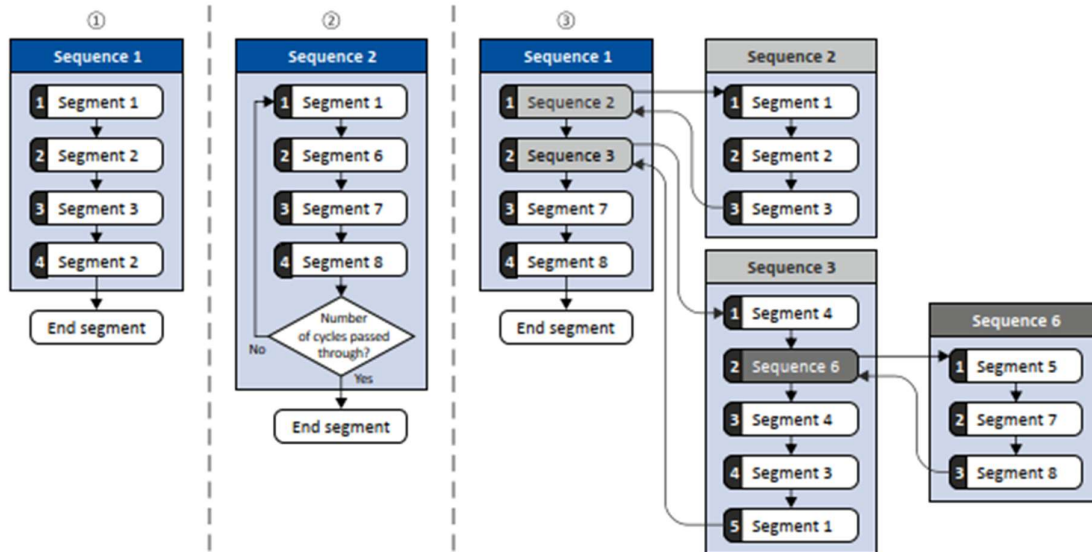 ①
Sequence 1
1 Segment 1
2 Segment 2
3 Segment 3
4 Segment 2
End segment
②
Sequence 2
1 Segment 1
2 Segment 6
3 Segment 7
4 Segment 8
Number
of cycles passed
through?
No
Yes
End segment
③
Sequence 1
1 Sequence 2
2 Sequence 3
3 Segment 7
4 Segment 8
End segment
Sequence 2
1 Segment 1
2 Segment 2
3 Segment 3
Sequence 3
1 Segment 4
2 Sequence 6
3 Segment 4
4 Segment 3
5 Segment 1
Sequence 6
1 Segment 5
2 Segment 7
3 Segment 8